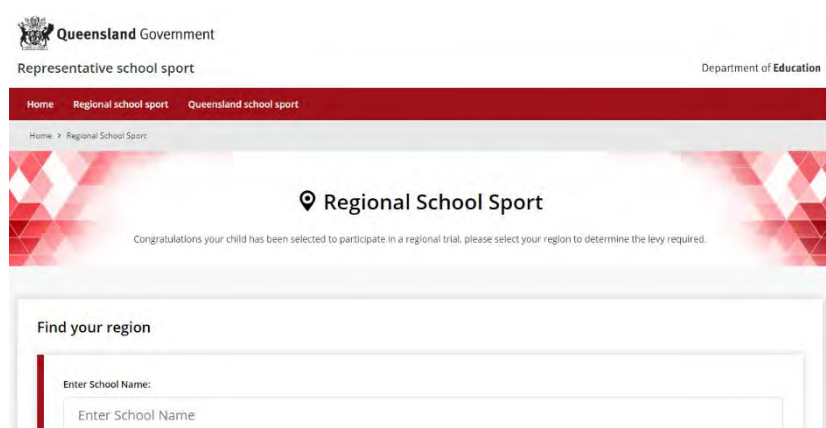 Queensland Government
Representative school sport
Department of Education
Home Regional school sport Queensland school sport
Home > Regional School Sport
Regional School Sport
Congratulations your child has been selected to participate in a regional trial, please select your region to determine the levy required.
Find your region
Enter School Name:
Enter School Name